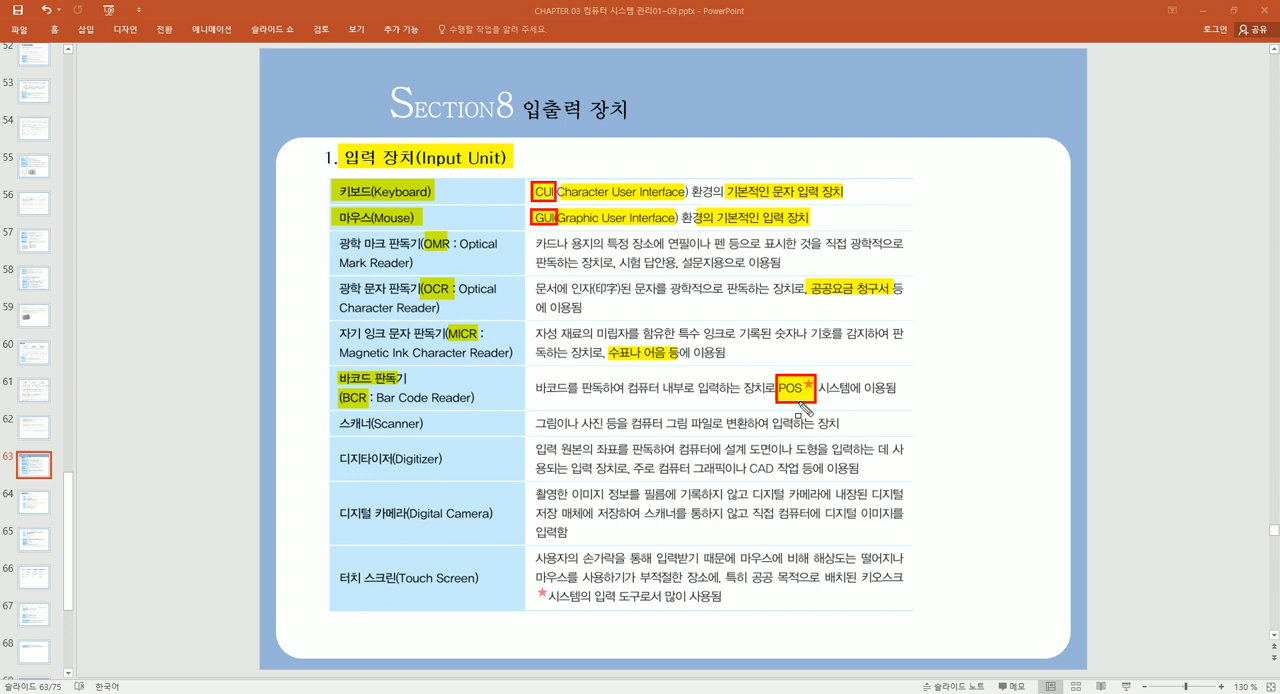 CHAPTER 03 컴퓨터 시스템 관리01~09.pptx - PowerPoint
파일 홈 삽입 디자인 전환 애니메이션 슬라이드 쇼 검토 보기 추가 기능 수행할 작업을 알려 주세요.
로그인 공유
52
53
54
55
56
57
58
59
60
61
62
63
64
65
66
67
68
SECTION8 입출력 장치
1. 입력 장치(Input Unit)
키보드(Keyboard)
CUI(Character User Interface) 환경의 기본적인 문자 입력 장치
마우스(Mouse)
GUI(Graphic User Interface) 환경의 기본적인 입력 장치
광학 마크 판독기(OMR : Optical
Mark Reader)
카드나 용지의 특정 장소에 연필이나 펜 등으로 표시한 것을 직접 광학적으로
판독하는 장치로, 시험 답안용, 설문지용으로 이용됨
광학 문자 판독기(OCR : Optical
Character Reader)
문서에 인자(印字)된 문자를 광학적으로 판독하는 장치로, 공공요금 청구서 등
에 이용됨
자기 잉크 문자 판독기(MICR :
Magnetic Ink Character Reader)
자성 재료의 미립자를 함유한 특수 잉크로 기록된 숫자나 기호를 감지하여 판
독하는 장치로, 수표나 어음 등에 이용됨
바코드 판독기
(BCR : Bar Code Reader)
바코드를 판독하여 컴퓨터 내부로 입력하는 장치로 POS★ 시스템에 이용됨
스캐너(Scanner)
그림이나 사진 등을 컴퓨터 그림 파일로 변환하여 입력하는 장치
디지타이저(Digitizer)
입력 원본의 좌표를 판독하여 컴퓨터에 설계 도면이나 도형을 입력하는 데 사
용되는 입력 장치로, 주로 컴퓨터 그래픽이나 CAD 작업 등에 이용됨
디지털 카메라(Digital Camera)
촬영한 이미지 정보를 필름에 기록하지 않고 디지털 카메라에 내장된 디지털
저장 매체에 저장하여 스캐너를 통하지 않고 직접 컴퓨터에 디지털 이미지를
입력함
터치 스크린(Touch Screen)
사용자의 손가락을 통해 입력받기 때문에 마우스에 비해 해상도는 떨어지나
마우스를 사용하기가 부적절한 장소에, 특히 공공 목적으로 배치된 키오스크
★시스템의 입력 도구로서 많이 사용됨
슬라이드 63/75 한국어
슬라이드 노트 메모 130 %